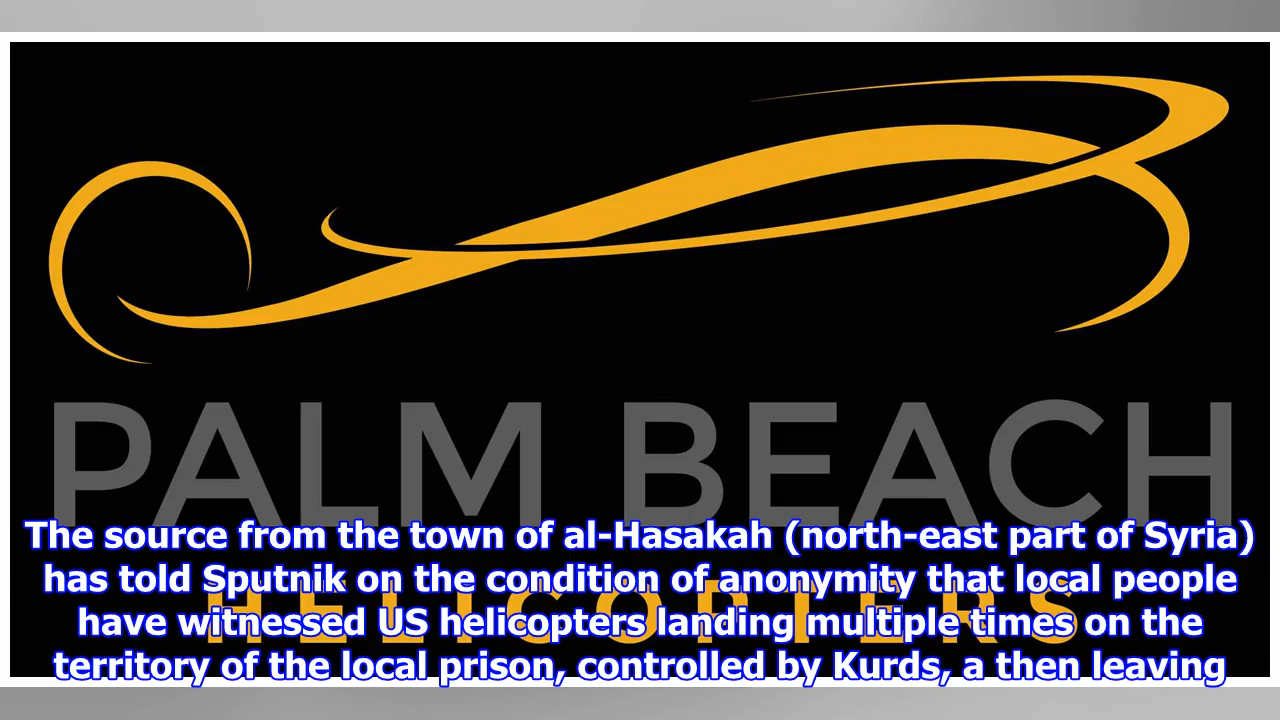 PALM BEACH
HELICOPTERS
The source from the town of al-Hasakah (north-east part of Syria)
has told Sputnik on the condition of anonymity that local people
have witnessed US helicopters landing multiple times on the
territory of the local prison, controlled by Kurds, a then leaving